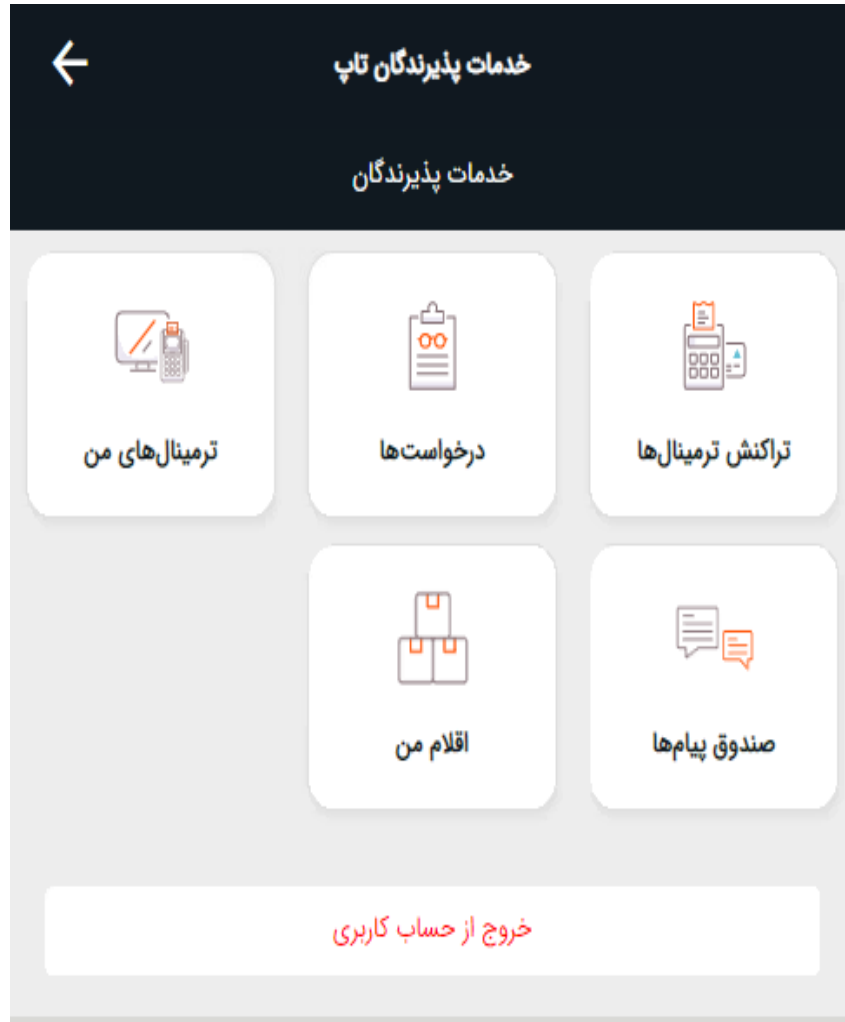 خدمات پذیرندگان تاپ
خدمات پذیرندگان
تراکنش ترمینال‌ها
درخواست‌ها
ترمینال‌های من
صندوق پیام‌ها
اقلام من
خروج از حساب کاربری